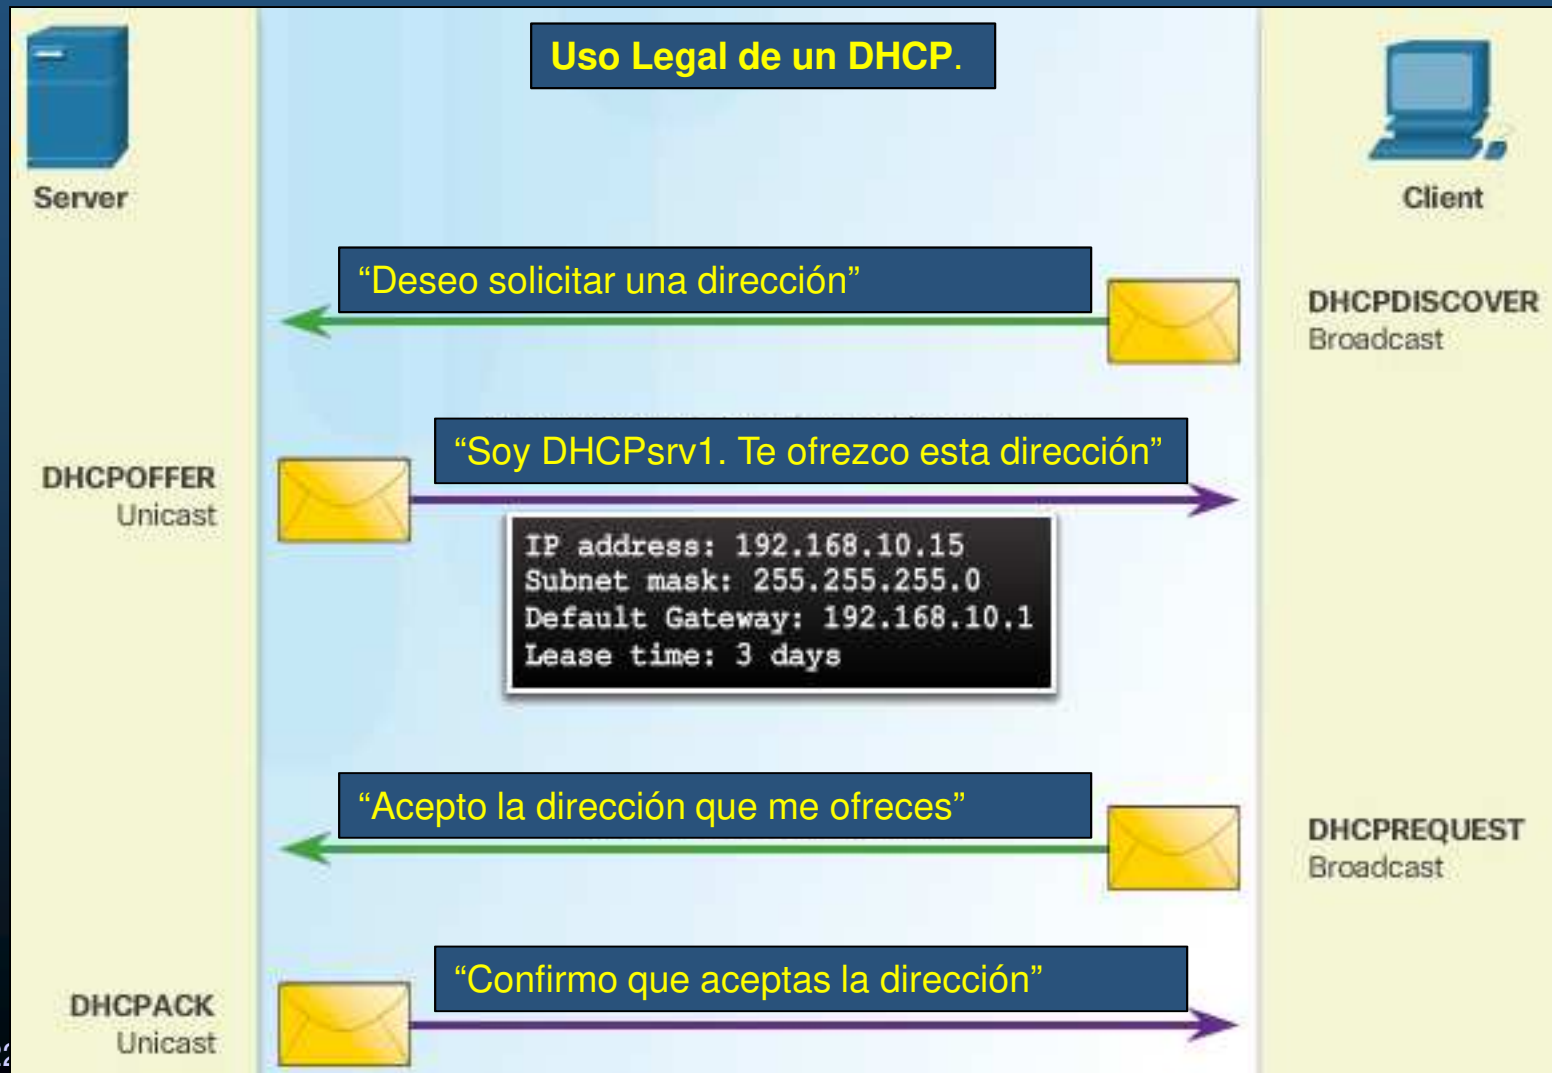 Uso Legal de un DHCP.
Server
Client
“Deseo solicitar una dirección”
DHCPDISCOVER
Broadcast
“Soy DHCPsrv1. Te ofrezco esta dirección”
DHCPOFFER
Unicast
IP address: 192.168.10.15
Subnet mask: 255.255.255.0
Default Gateway: 192.168.10.1
Lease time: 3 days
“Acepto la dirección que me ofreces”
DHCPREQUEST
Broadcast
“Confirmo que aceptas la dirección”
DHCPACK
Unicast